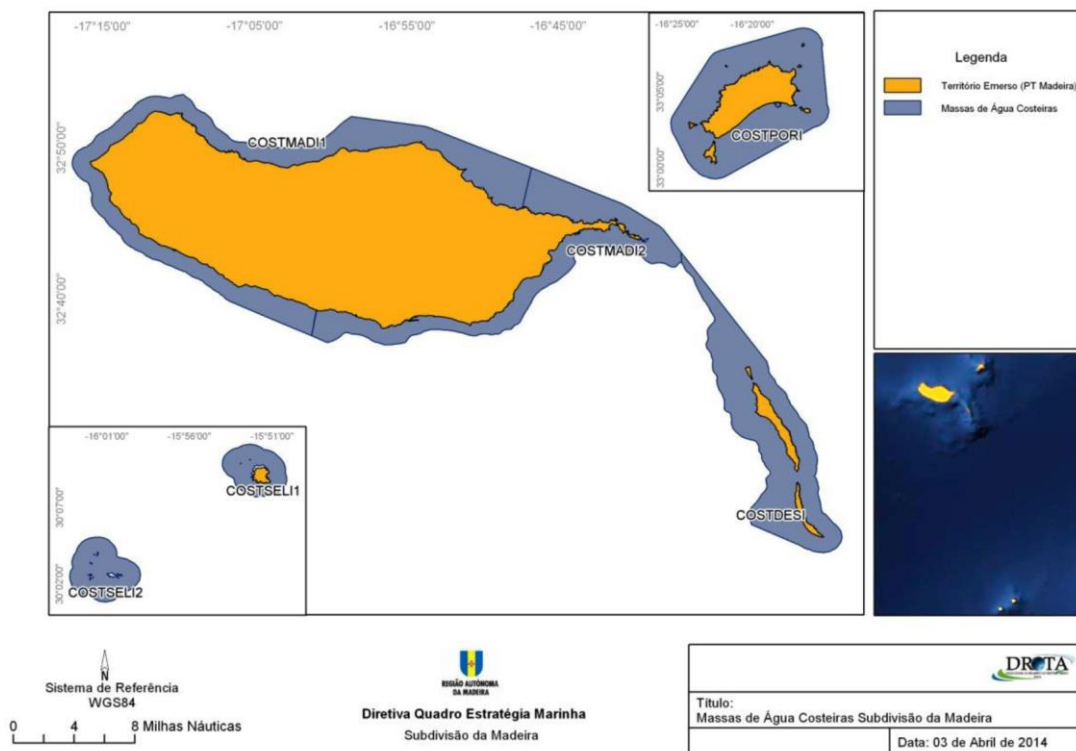 -17°15'00"
-17°05'00"
-16°55'00"
-16°45'00"
-16°25'00"
-16°20'00"
Legenda
Território Emerso (PT Madeira)
Massas de Água Costeiras
33°05'00"
33°00'00"
COSTPORI
32°50'00"
COSTMADI1
COSTMADI2
32°40'00"
-16°01'00"
-15°56'00"
-15°51'00"
COSTSELI1
30°07'00"
COSTDESI
30°02'00"
COSTSELI2
N
Sistema de Referência
WGS84
0 4 8 Milhas Náuticas
REGIÃO AUTÓNOMA
DA MADEIRA
Diretiva Quadro Estratégia Marinha
Subdivisão da Madeira
DROTA
Título:
Massas de Água Costeiras Subdivisão da Madeira
Data: 03 de Abril de 2014